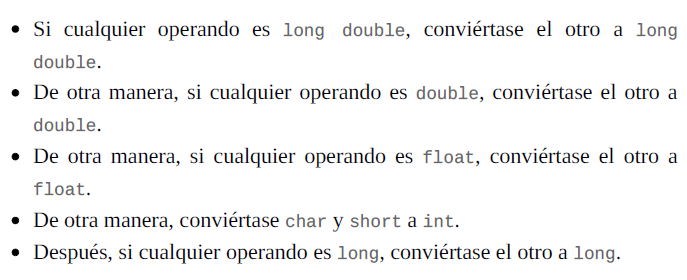 • Si cualquier operando es long double, conviértase el otro a long
double.
• De otra manera, si cualquier operando es double, conviértase el otro a
double.
• De otra manera, si cualquier operando es float, conviértase el otro a
float.
• De otra manera, conviértase char y short a int.
• Después, si cualquier operando es long, conviértase el otro a long.